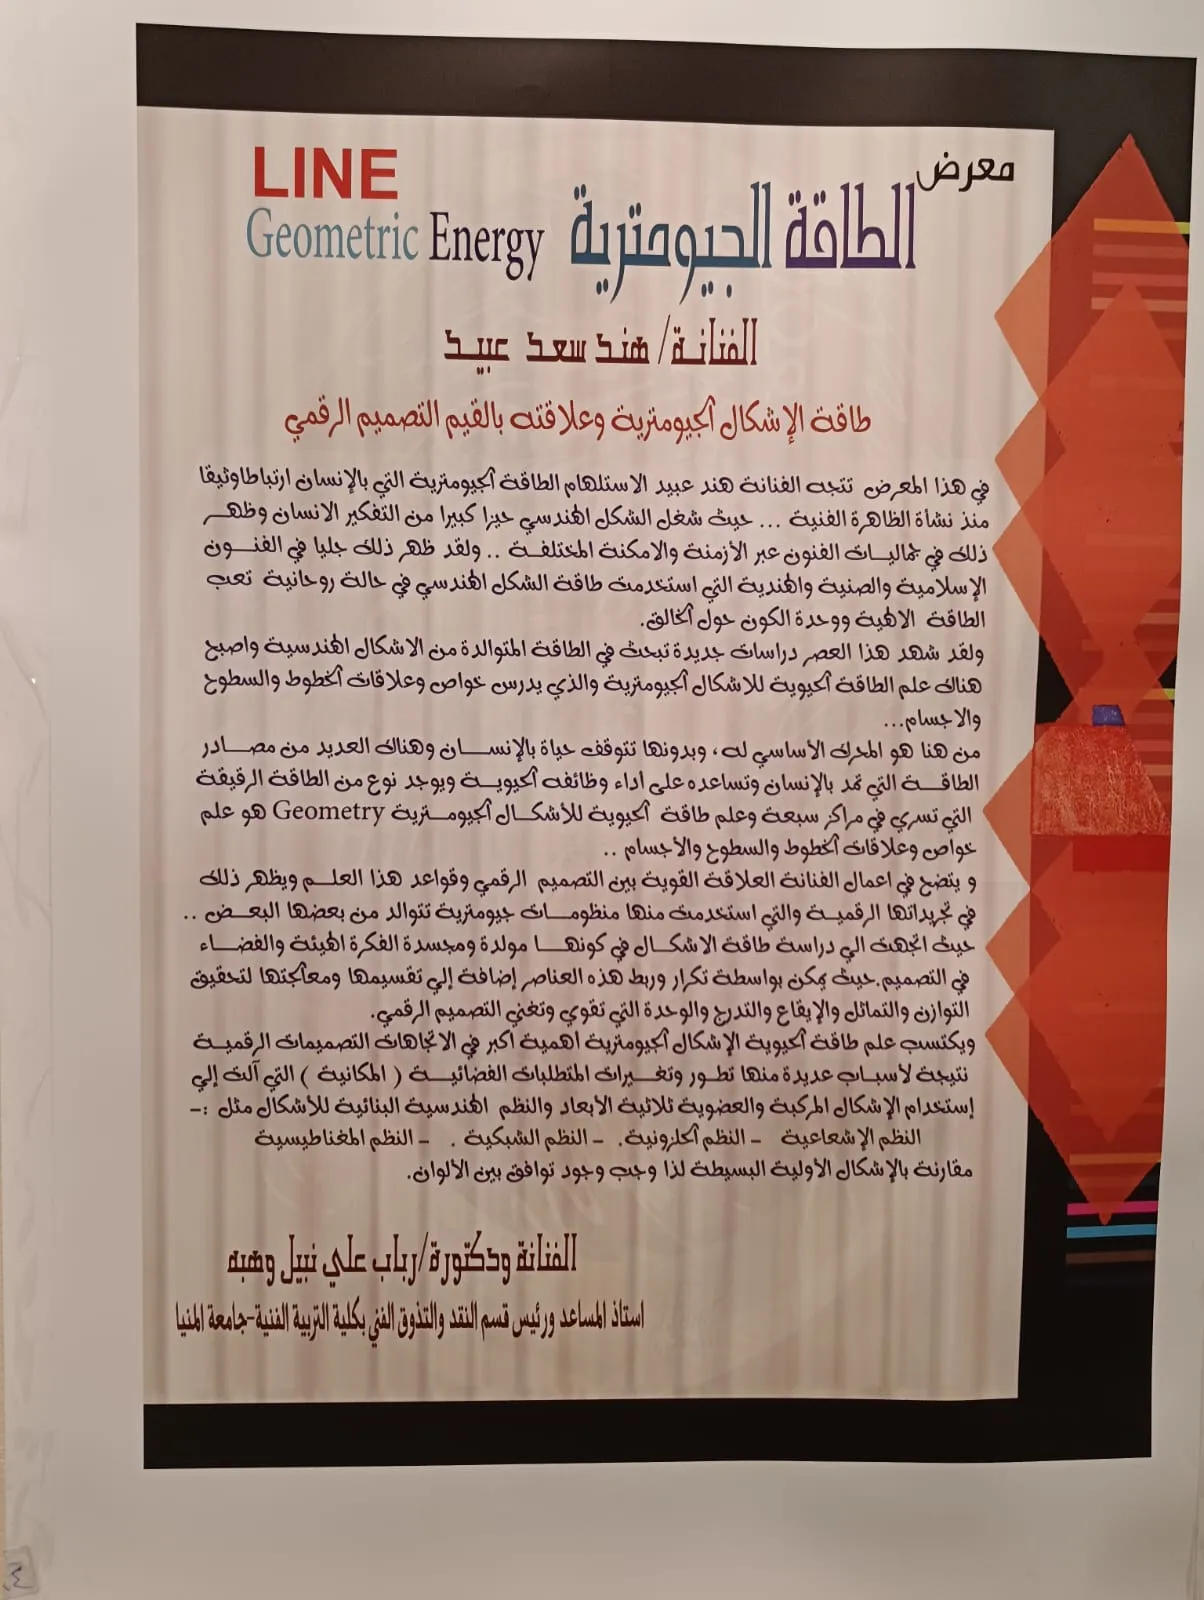 معرض
LINE
الطاقة الجيومترية Geometric Energy
الفنانة/ هند سعد عبيد
طاقة الإشكال الجيومترية وعلاقته بالقيم التصميم الرقمي
في هذا المعرض تتجه الفنانة هند عبيد الاستلهام الطاقة الجيومترية التي بالإنسان ارتباطاوثيقا
منذ نشأة الظاهرة الفنية ... حيث شغل الشكل الهندسي حيزا كبيرا من التفكير الانسان وظهر
ذلك في جماليات الفنون عبر الأزمنة والامكنة المختلفة .. ولقد ظهر ذلك جليا في الفنون
الإسلامية والصنية والهندية التي استخدمت طاقة الشكل الهندسي في حالة روحانية تعب
الطاقة الالهية ووحدة الكون حول الخالق.
ولقد شهد هذا العصر دراسات جديدة تبحث في الطاقة المتوالدة من الاشكال الهندسية واصبح
هناك علم الطاقة الحيوية للاشكال الجيومترية والذي يدرس خواص وعلاقات الخطوط والسطوح
والاجسام...
من هنا هو المحرك الأساسي له، وبدونها تتوقف حياة بالإنسان وهناك العديد من مصادر
الطاقة التي تمد بالإنسان وتساعده على اداء وظائفه الحيوية ويوجد نوع من الطاقة الرقيقة
التي تسري في مراكز سبعة وعلم طاقة الحيوية للأشكال الجيومترية Geometry هو علم
خواص وعلاقات الخطوط والسطوح والأجسام ..
و يتضح في اعمال الفنانة العلاقة القوية بين التصميم الرقمي وقواعد هذا العلم ويظهر ذلك
في تجريداتها الرقمية والتي استخدمت منها منظومات جيومترية تتوالد من بعضها البعض ..
حيث اتجهت الي دراسة طاقة الاشكال في كونها مولدة ومجسدة الفكرة الهيئة والفضاء
في التصميم.حيث يمكن بواسطة تكرار وربط هذه العناصر إضافة إلي تقسيمها ومعالجتها لتحقيق
التوازن والتماثل والإيقاع والتدرج والوحدة التي تقوي وتغني التصميم الرقمي.
ويكتسب علم طاقة الحيوية الإشكال الجيومترية اهمية اكبر في الاتجاهات التصميمات الرقمية
نتيجة لاسباب عديدة منها تطور وتغيرات المتطلبات الفضائية ( المكانية ) التي آلت إلي
إستخدام الإشكال المركبة والعضوية ثلاثية الأبعاد والنظم الهندسية البنائية للأشكال مثل :-
النظم الإشعاعية - النظم الحلزونية. - النظم الشبكية . - النظم المغناطيسية
مقارنة بالإشكال الأولية البسيطة لذا وجب وجود توافق بين الألوان.
الفنانة ودكتورة/رباب علي نبيل وهبه
استاذ المساعد ورئيس قسم النقد والتذوق الفني بكلية التربية الفنية-جامعة المنيا